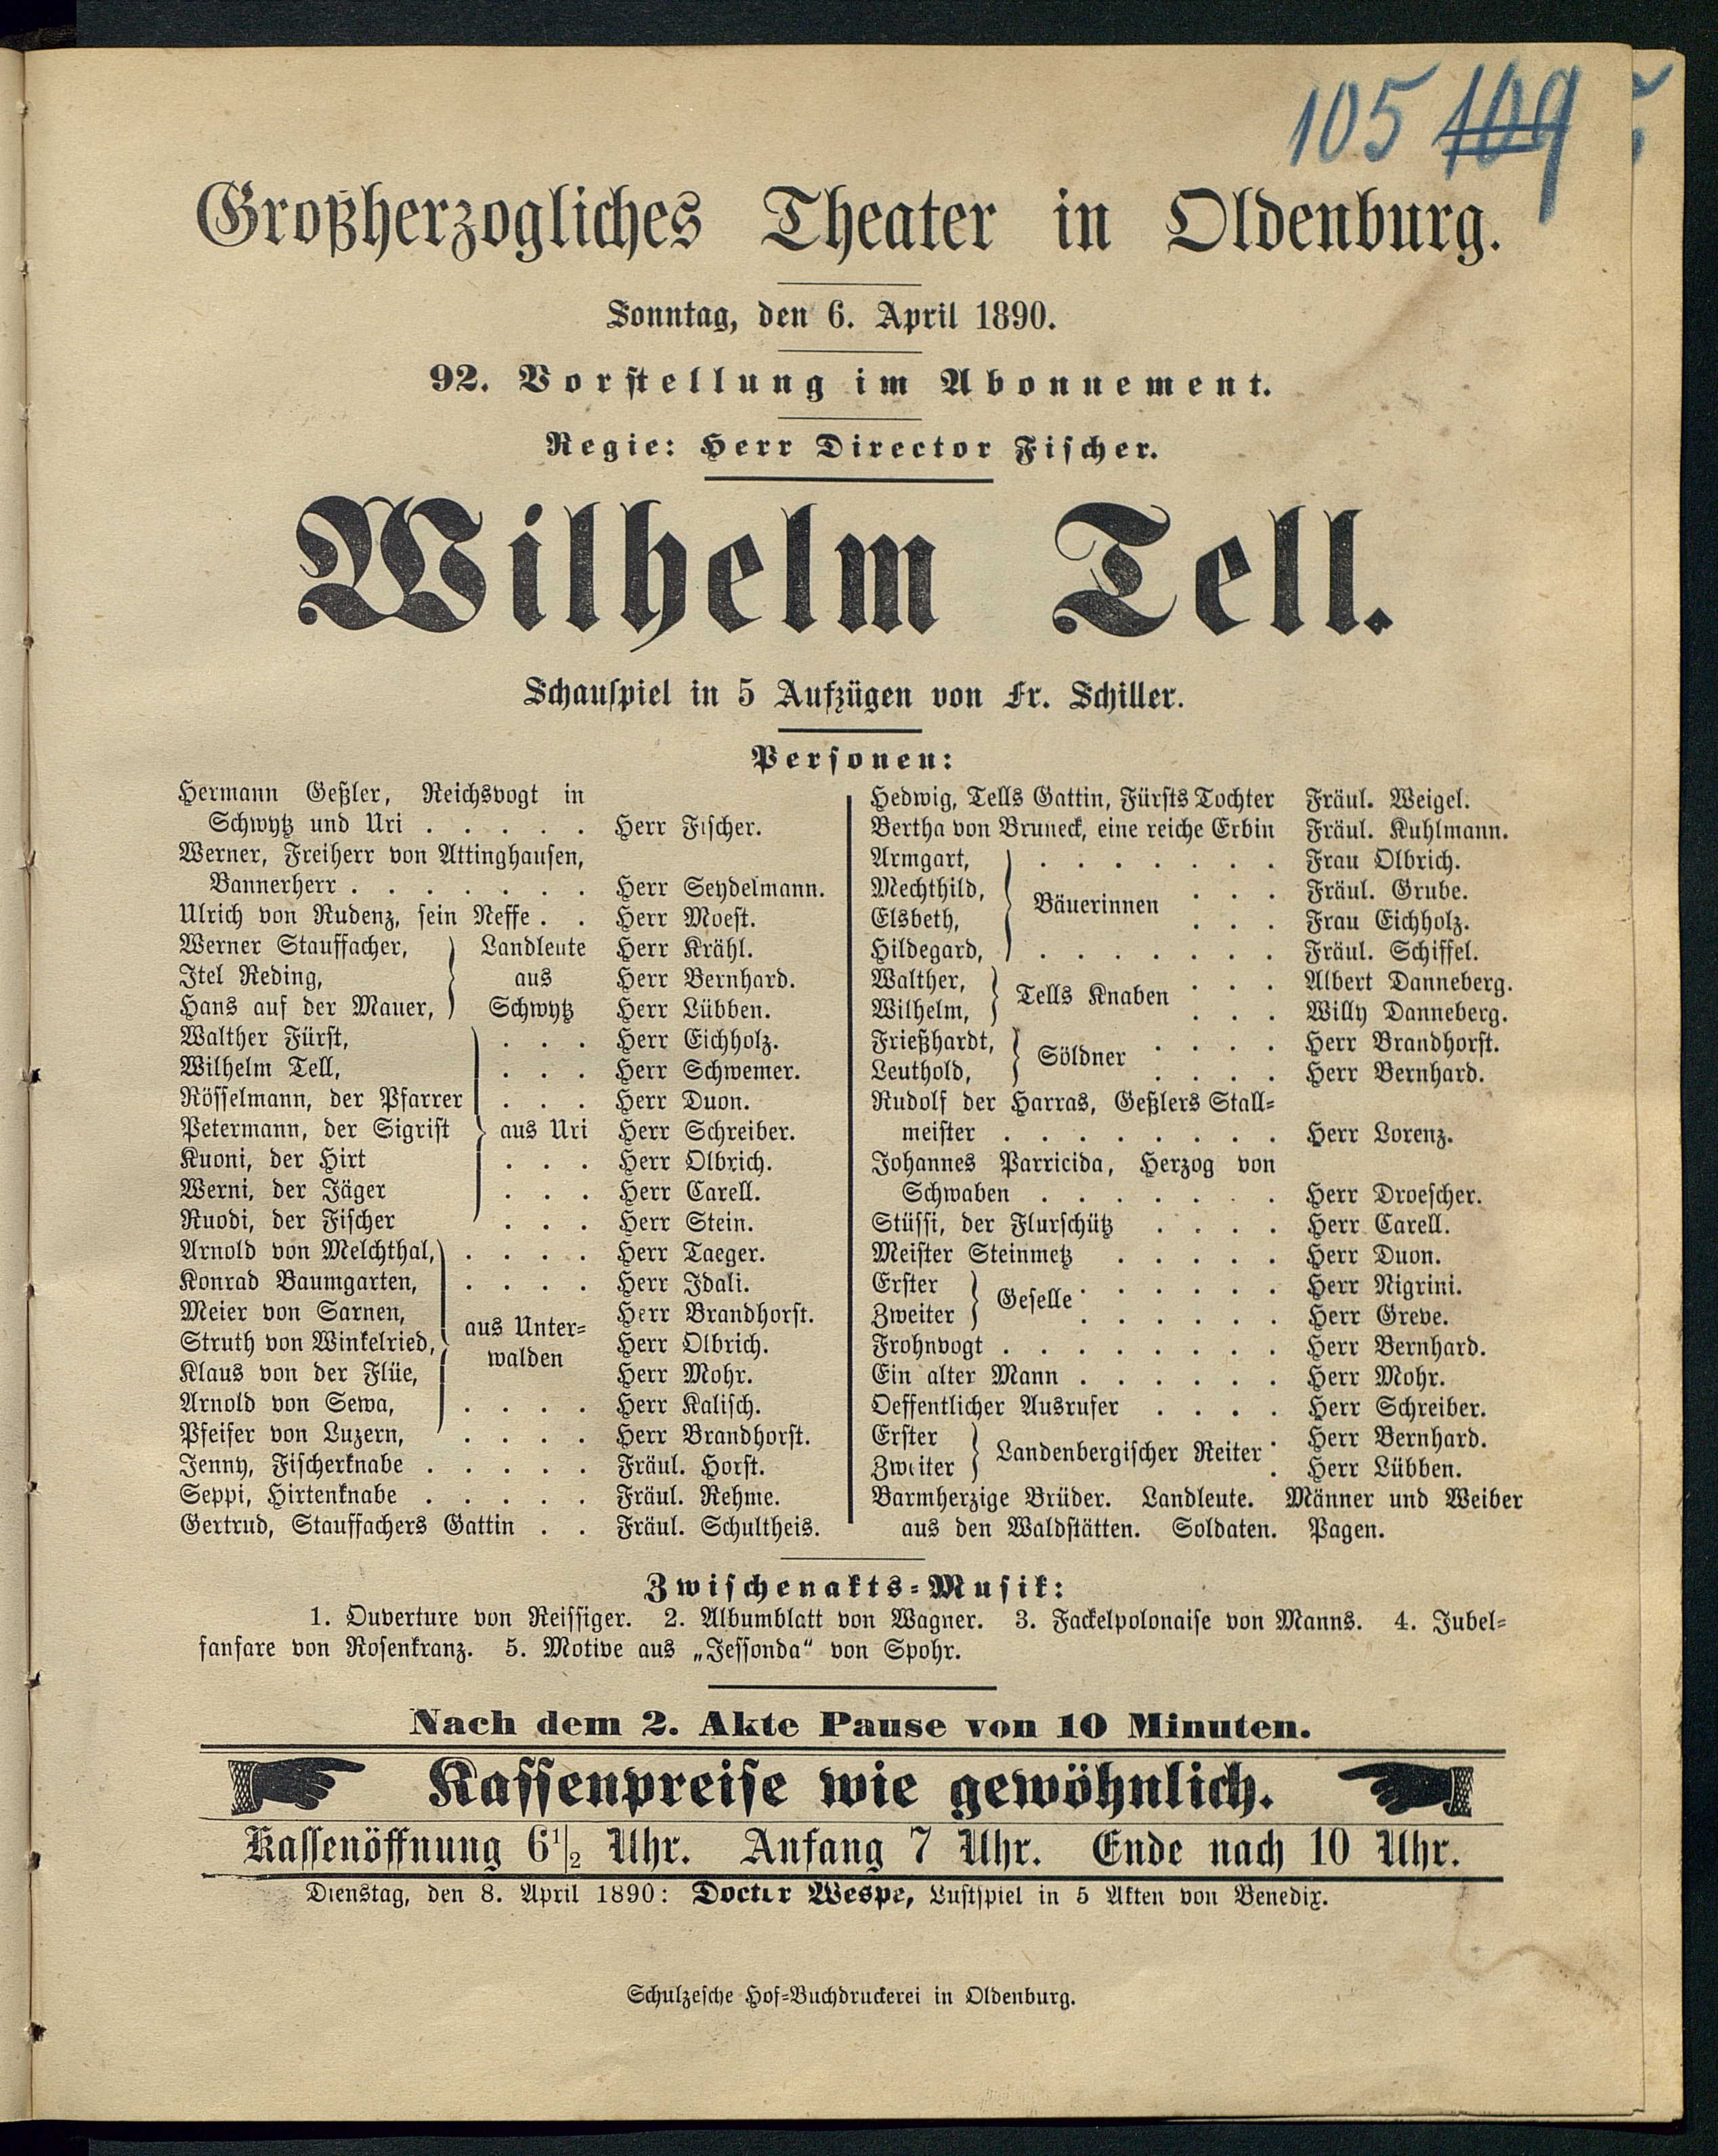 105 109
Großherzogliches Theater in Oldenburg.
Sonntag, den 6. April 1890.
92. Vorstellung im Abonnement.
Regie: Herr Director Fischer.
Wilhelm Tell.
Schauspiel in 5 Aufzügen von Fr. Schiller.
Personen:
Hermann Geßler, Reichsvogt in
Schwytz und Uri . . . . . Herr Fischer.
Werner, Freiherr von Attinghausen,
Bannerherr . . . . . . . Herr Seydelmann.
Ulrich von Rudenz, sein Neffe . . Herr Moest.
Werner Stauffacher, Landleute Herr Krähl.
Itel Reding, aus Herr Bernhard.
Hans auf der Mauer, Schwytz Herr Lübben.
Walther Fürst, . . . Herr Eichholz.
Wilhelm Tell, . . . Herr Schwemer.
Rösselmann, der Pfarrer . . . Herr Duon.
Petermann, der Sigrist aus Uri Herr Schreiber.
Kuoni, der Hirt . . . Herr Olbrich.
Werni, der Jäger . . . Herr Carell.
Ruodi, der Fischer . . . Herr Stein.
Arnold von Melchthal, . . . . Herr Taeger.
Konrad Baumgarten, . . . . Herr Idali.
Meier von Sarnen, Herr Brandhorst.
Struth von Winkelried, aus Unter= Herr Olbrich.
Klaus von der Flüe, walden Herr Mohr.
Arnold von Sewa, . . . . Herr Kalisch.
Pfeifer von Luzern, . . . . Herr Brandhorst.
Jenny, Fischerknabe . . . . . Fräul. Horst.
Seppi, Hirtenknabe . . . . . Fräul. Rehme.
Gertrud, Stauffachers Gattin . . Fräul. Schultheis.
Hedwig, Tells Gattin, Fürsts Tochter Fräul. Weigel.
Bertha von Bruneck, eine reiche Erbin Fräul. Kuhlmann.
Armgart, . . . . . . . Frau Olbrich.
Mechthild, Bäuerinnen . . . Fräul. Grube.
Elsbeth, . . . Frau Eichholz.
Hildegard, . . . . . . . Fräul. Schiffel.
Walther, Tells Knaben . . . Albert Danneberg.
Wilhelm, . . . Willy Danneberg.
Frießhardt, Söldner . . . . Herr Brandhorst.
Leuthold, . . . . Herr Bernhard.
Rudolf der Harras, Geßlers Stall=
meister . . . . . . . . Herr Lorenz.
Johannes Parricida, Herzog von
Schwaben . . . . . . . Herr Droescher.
Stüssi, der Flurschütz . . . . Herr Carell.
Meister Steinmetz . . . . . Herr Duon.
Erster Geselle . . . . . . Herr Nigrini.
Zweiter . . . . . . Herr Greve.
Frohnvogt . . . . . . . . Herr Bernhard.
Ein alter Mann . . . . . . Herr Mohr.
Oeffentlicher Ausrufer . . . . Herr Schreiber.
Erster Landenbergischer Reiter . Herr Bernhard.
Zweiter . Herr Lübben.
Barmherzige Brüder. Landleute. Männer und Weiber
aus den Waldstätten. Soldaten. Pagen.
Zwischenakts=Musik:
1. Ouverture von Reissiger. 2. Albumblatt von Wagner. 3. Fackelpolonaise von Manns. 4. Jubel=
fanfare von Rosenkranz. 5. Motive aus „Jessonda“ von Spohr.
Nach dem 2. Akte Pause von 10 Minuten.
Kassenpreise wie gewöhnlich.
Kassenöffnung 6 1/2 Uhr. Anfang 7 Uhr. Ende nach 10 Uhr.
Dienstag, den 8. April 1890: Doctor Wespe, Lustspiel in 5 Akten von Benedix.
Schulzesche Hof=Buchdruckerei in Oldenburg.